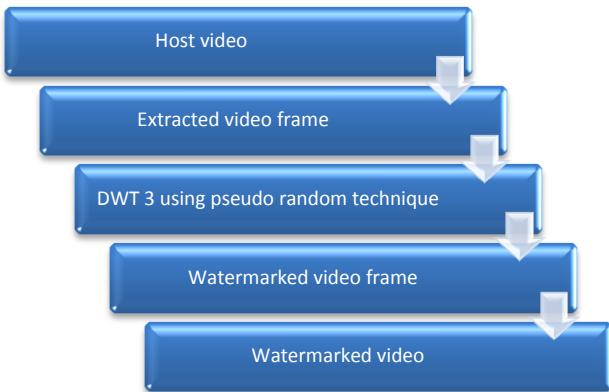 Host video
Extracted video frame
DWT 3 using pseudo random technique
Watermarked video frame
Watermarked video